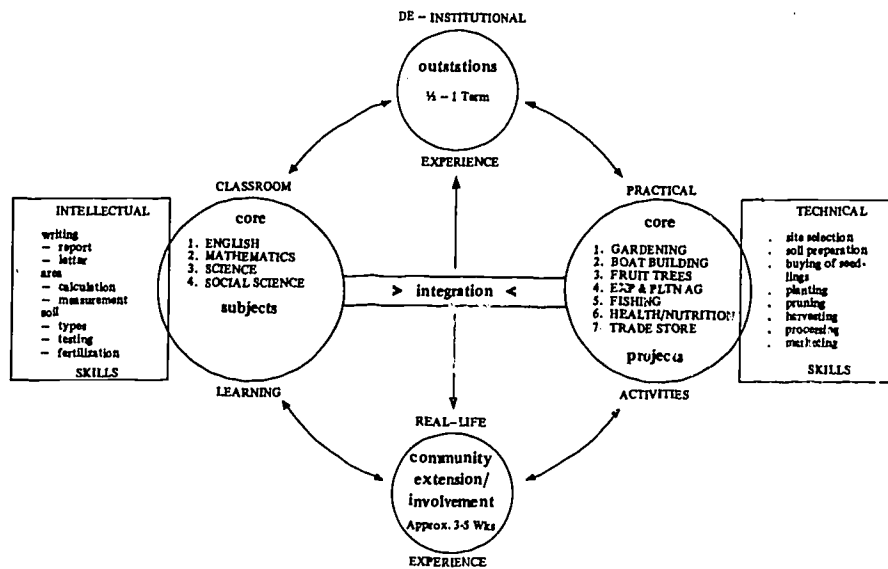 DE – INSTITUTIONAL
outstations
½ – 1 Term
EXPERIENCE
CLASSROOM
core
1. ENGLISH
2. MATHEMATICS
3. SCIENCE
4. SOCIAL SCIENCE
subjects
LEARNING
INTELLECTUAL
writing
– report
– letter
area
– calculation
– measurement
soil
– types
– testing
– fertilization
SKILLS
> integration <
PRACTICAL
core
1. GARDENING
2. BOAT BUILDING
3. FRUIT TREES
4. EXP & PLTN AG
5. FISHING
6. HEALTH/NUTRITION
7. TRADE STORE
projects
ACTIVITIES
TECHNICAL
. site selection
. soil preparation
. buying of seed-
lings
. planting
. pruning
. harvesting
. processing
. marketing
SKILLS
REAL–LIFE
community
extension/
involvement
Approx. 3-5 Wks
EXPERIENCE